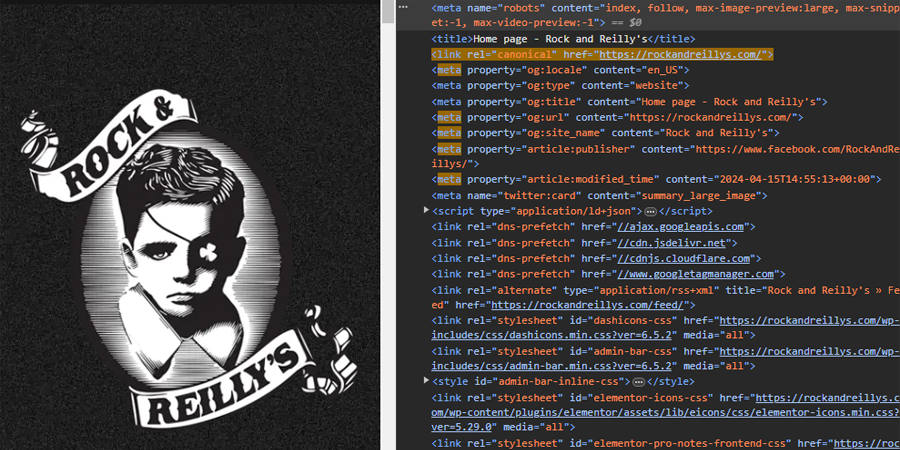 ROCK &
REILLY'S
<meta name="robots" content="index, follow, max-image-preview:large, max-snipp
et:-1, max-video-preview:-1"> == $0
<title>Home page - Rock and Reilly's</title>
<link rel="canonical" href="https://rockandreillys.com/">
<meta property="og:locale" content="en_US">
<meta property="og:type" content="website">
<meta property="og:title" content="Home page - Rock and Reilly's">
<meta property="og:url" content="https://rockandreillys.com/">
<meta property="og:site_name" content="Rock and Reilly's">
<meta property="article:publisher" content="https://www.facebook.com/RockAndRe
illys/">
<meta property="article:modified_time" content="2024-04-15T14:55:13+00:00">
<meta name="twitter:card" content="summary_large_image">
<script type="application/ld+json"> … </script>
<link rel="dns-prefetch" href="//ajax.googleapis.com">
<link rel="dns-prefetch" href="//cdn.jsdelivr.net">
<link rel="dns-prefetch" href="//cdnjs.cloudflare.com">
<link rel="dns-prefetch" href="//www.googletagmanager.com">
<link rel="alternate" type="application/rss+xml" title="Rock and Reilly's » Fe
ed" href="https://rockandreillys.com/feed/">
<link rel="stylesheet" id="dashicons-css" href="https://rockandreillys.com/wp-
includes/css/dashicons.min.css?ver=6.5.2" media="all">
<link rel="stylesheet" id="admin-bar-css" href="https://rockandreillys.com/wp-
includes/css/admin-bar.min.css?ver=6.5.2" media="all">
<style id="admin-bar-inline-css"> … </style>
<link rel="stylesheet" id="elementor-icons-css" href="https://rockandreillys.c
om/wp-content/plugins/elementor/assets/lib/eicons/css/elementor-icons.min.css?
ver=5.29.0" media="all">
<link rel="stylesheet" id="elementor-pro-notes-frontend-css" href="https://roc